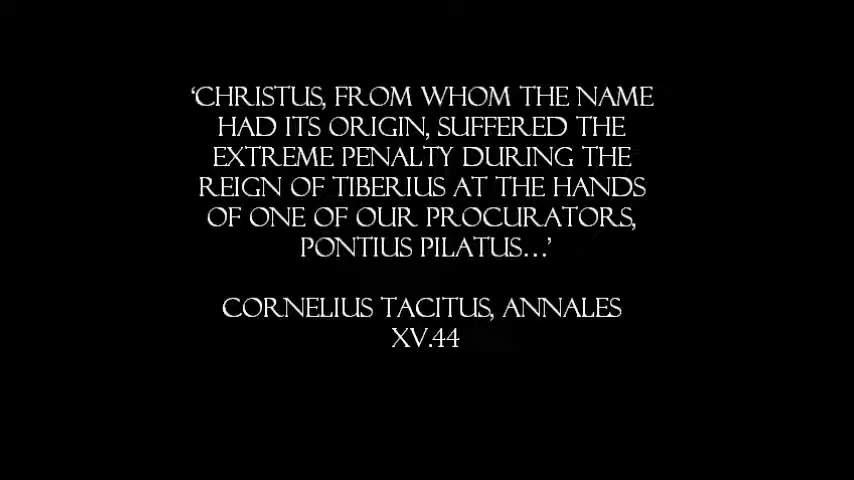 ‘CHRISTUS, FROM WHOM THE NAME
HAD ITS ORIGIN, SUFFERED THE
EXTREME PENALTY DURING THE
REIGN OF TIBERIUS AT THE HANDS
OF ONE OF OUR PROCURATORS,
PONTIUS PILATUS...’
CORNELIUS TACITUS, ANNALES
XV.44